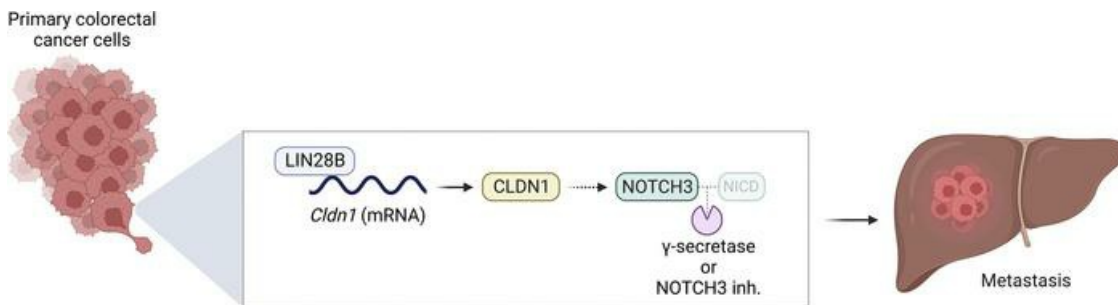 Primary colorectal
cancer cells
LIN28B
Cldn1 (mRNA)
CLDN1
NOTCH3
NICD
γ-secretase
or
NOTCH3 inh.
Metastasis